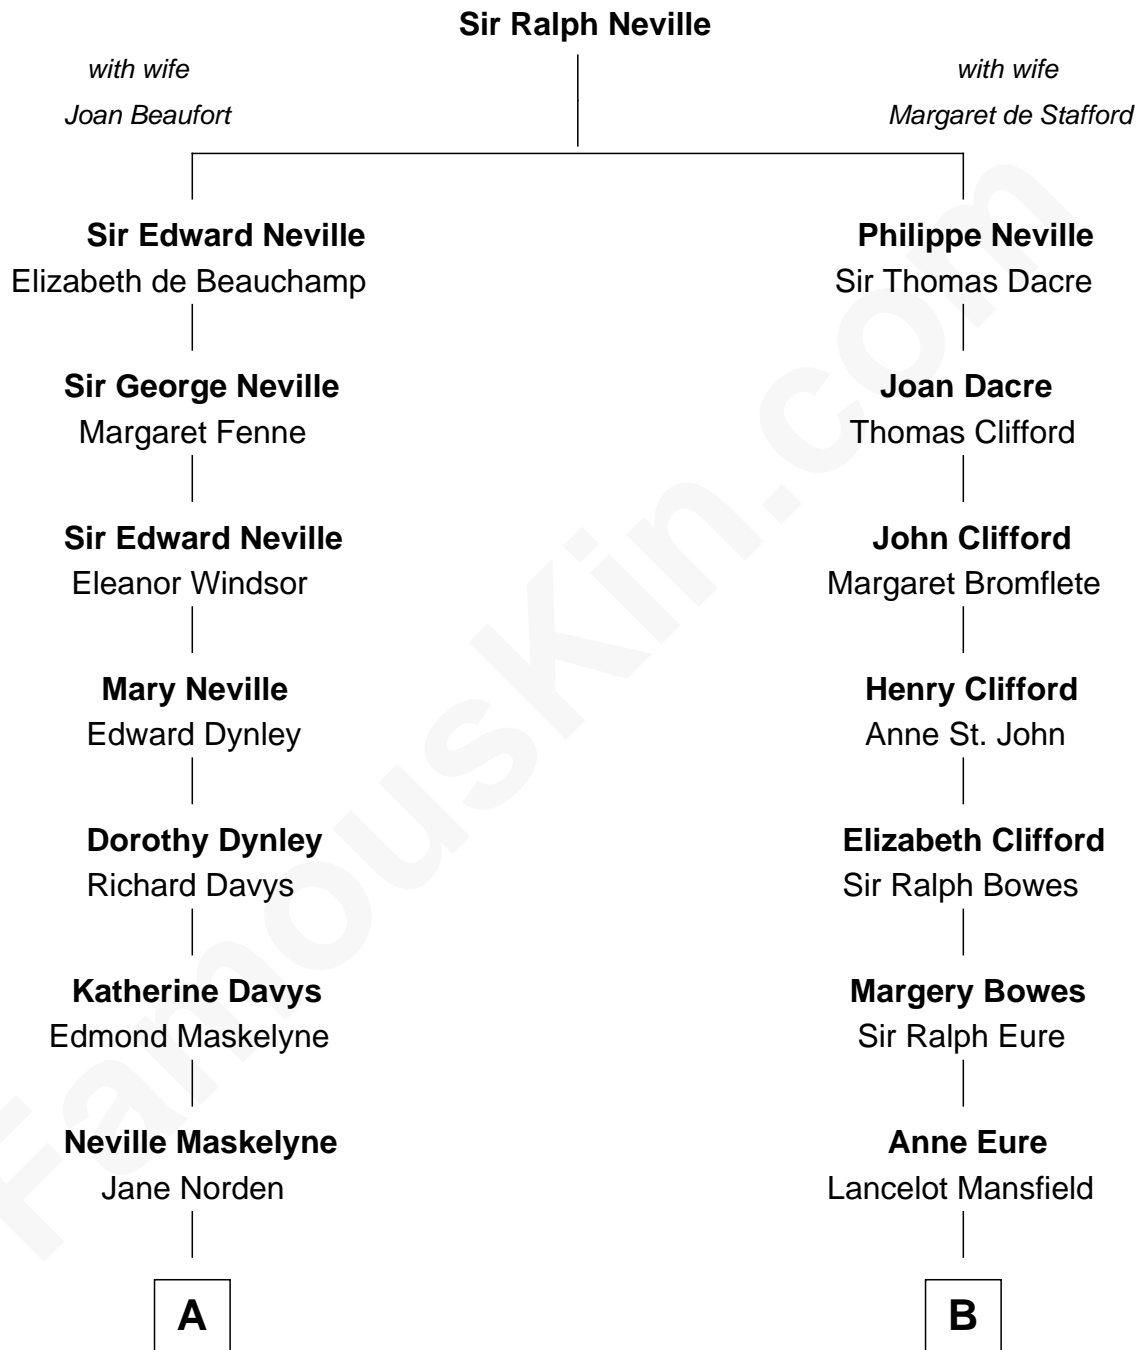 Sir Ralph Neville
with wife
Joan Beaufort
with wife
Margaret de Stafford
Sir Edward Neville
Elizabeth de Beauchamp
Philippe Neville
Sir Thomas Dacre
Sir George Neville
Margaret Fenne
Joan Dacre
Thomas Clifford
Sir Edward Neville
Eleanor Windsor
John Clifford
Margaret Bromflete
Mary Neville
Edward Dynley
Henry Clifford
Anne St. John
Dorothy Dynley
Richard Davys
Elizabeth Clifford
Sir Ralph Bowes
Katherine Davys
Edmond Maskelyne
Margery Bowes
Sir Ralph Eure
Neville Maskelyne
Jane Norden
Anne Eure
Lancelot Mansfield
A
B
FamousKin.com